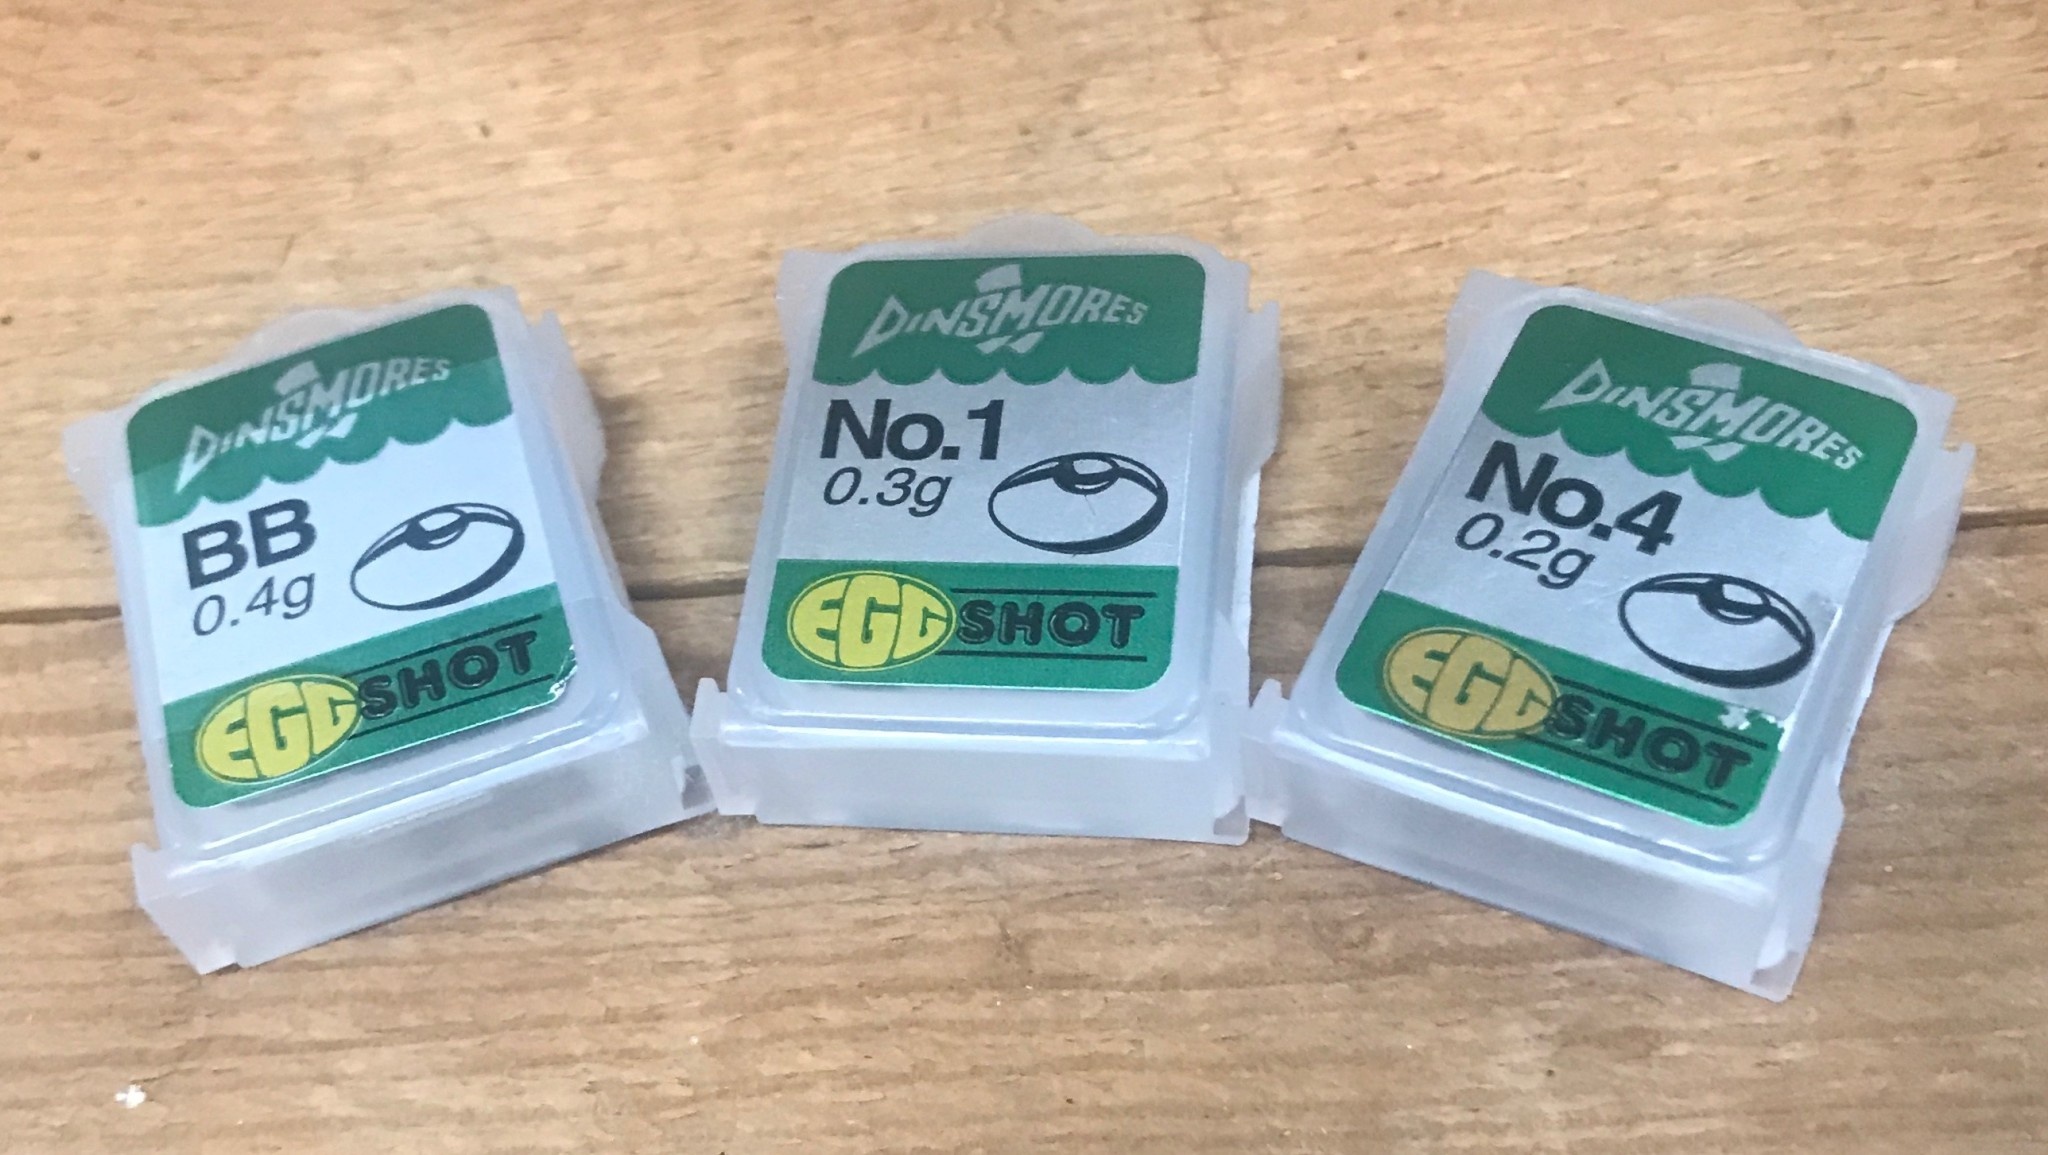 DINSMORES
BB
0.4g
EGG SHOT
DINSMORES
No.1
0.3g
EGG SHOT
DINSMORES
No.4
0.2g
EGG SHOT